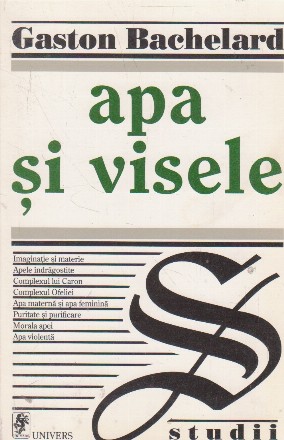 Gaston Bachelard
apa
și visele
Imaginație și materie
Apele îndrăgostite
Complexul lui Caron
Complexul Ofeliei
Apa maternă și apa feminină
Puritate și purificare
Morala apei
Apa violentă
S
UNIVERS
studii